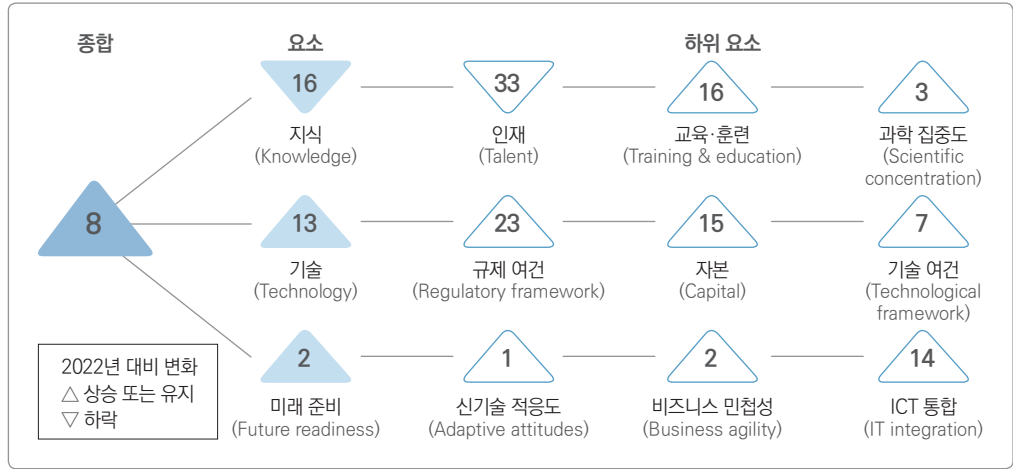 종합 요소 하위 요소
16 33 16 3
지식 인재 교육·훈련 과학 집중도
(Knowledge) (Talent) (Training & education) (Scientific
concentration)
8
13 23 15 7
기술 규제 여건 자본 기술 여건
(Technology) (Regulatory framework) (Capital) (Technological
framework)
2 1 2 14
미래 준비 신기술 적응도 비즈니스 민첩성 ICT 통합
(Future readiness) (Adaptive attitudes) (Business agility) (IT integration)
2022년 대비 변화
△ 상승 또는 유지
▽ 하락